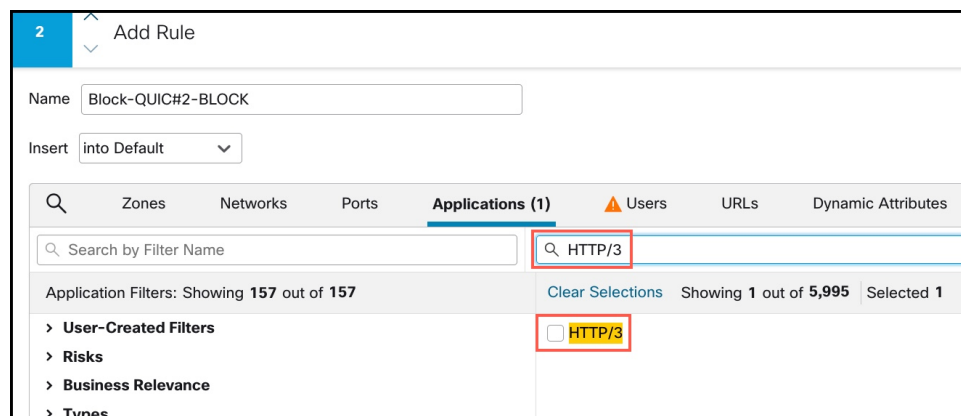 2 Add Rule
Name Block-QUIC#2-BLOCK
Insert into Default
Zones Networks Ports Applications (1) Users URLs Dynamic Attributes
Search by Filter Name HTTP/3
Application Filters: Showing 157 out of 157 Clear Selections Showing 1 out of 5,995 Selected 1
User-Created Filters HTTP/3
Risks
Business Relevance
Types